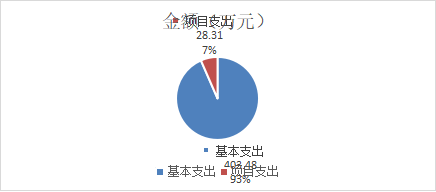 金额（万元）
项目支出
28.31
7%
基本支出
403.48
93%
基本支出 项目支出